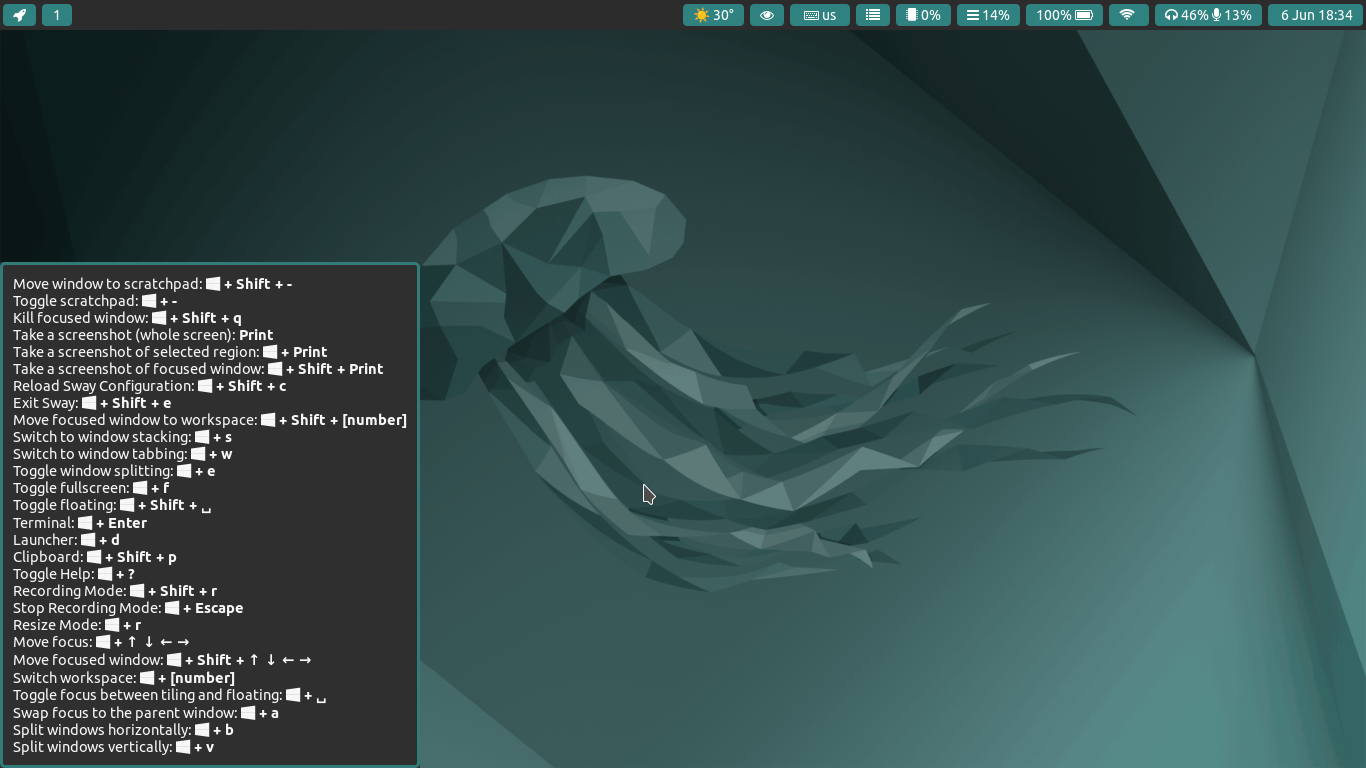 1
30°
us
0%
14%
100%
46% 13%
6 Jun 18:34
Move window to scratchpad: + Shift + -
Toggle scratchpad: + -
Kill focused window: + Shift + q
Take a screenshot (whole screen): Print
Take a screenshot of selected region: + Print
Take a screenshot of focused window: + Shift + Print
Reload Sway Configuration: + Shift + c
Exit Sway: + Shift + e
Move focused window to workspace: + Shift + [number]
Switch to window stacking: + s
Switch to window tabbing: + w
Toggle window splitting: + e
Toggle fullscreen: + f
Toggle floating: + Shift + ␣
Terminal: + Enter
Launcher: + d
Clipboard: + Shift + p
Toggle Help: + ?
Recording Mode: + Shift + r
Stop Recording Mode: + Escape
Resize Mode: + r
Move focus: + ↑ ↓ ← →
Move focused window: + Shift + ↑ ↓ ← →
Switch workspace: + [number]
Toggle focus between tiling and floating: + ␣
Swap focus to the parent window: + a
Split windows horizontally: + b
Split windows vertically: + v